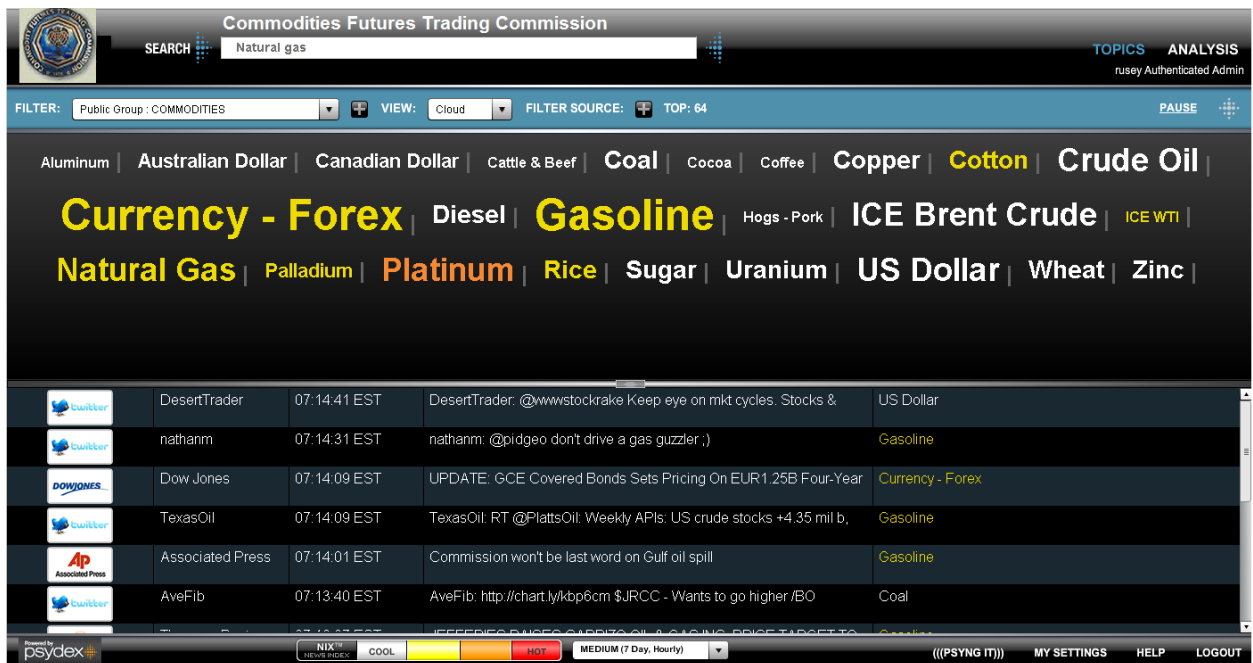 Commodities Futures Trading Commission
SEARCH Natural gas
TOPICS ANALYSIS
rusey Authenticated Admin
FILTER: Public Group : COMMODITIES VIEW: Cloud FILTER SOURCE: TOP: 64 PAUSE
Aluminum | Australian Dollar | Canadian Dollar | Cattle & Beef | Coal | Cocoa | Coffee | Copper | Cotton | Crude Oil |
Currency - Forex | Diesel | Gasoline | Hogs - Pork | ICE Brent Crude | ICE WTI |
Natural Gas | Palladium | Platinum | Rice | Sugar | Uranium | US Dollar | Wheat | Zinc |
twitter DesertTrader 07:14:41 EST DesertTrader: @wwwstockrake Keep eye on mkt cycles. Stocks & US Dollar
twitter nathanm 07:14:31 EST nathanm: @pidgeo don't drive a gas guzzler ;) Gasoline
DOWJONES Dow Jones 07:14:09 EST UPDATE: GCE Covered Bonds Sets Pricing On EUR1.25B Four-Year Currency - Forex
twitter TexasOil 07:14:09 EST TexasOil: RT @PlattsOil: Weekly APIs: US crude stocks +4.35 mil b, Gasoline
AP Associated Press Associated Press 07:14:01 EST Commission won't be last word on Gulf oil spill Gasoline
twitter AveFib 07:13:40 EST AveFib: http://chart.ly/kbp6cm $JRCC - Wants to go higher /BO Coal
Powered by psydex NIX™ NEWS INDEX COOL HOT MEDIUM (7 Day, Hourly) (((PSYNG IT))) MY SETTINGS HELP LOGOUT